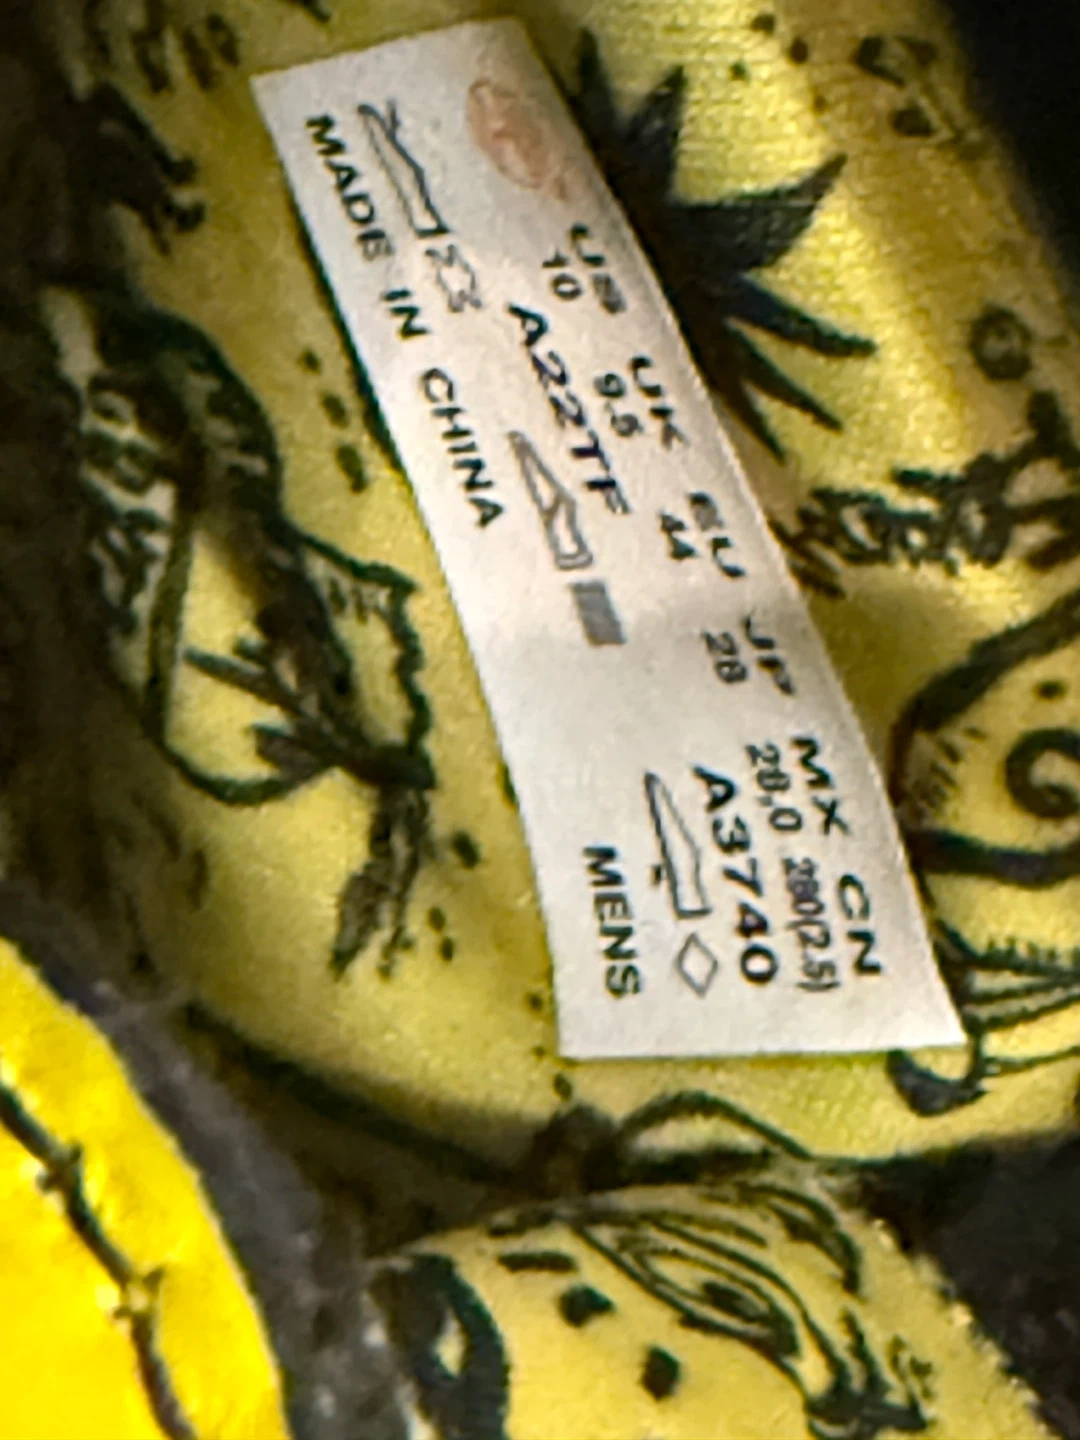 US UK EU JP MX CN
10 9.5 44 28 28,0 280(2.5)
A22TF A3740
MADE IN CHINA MENS